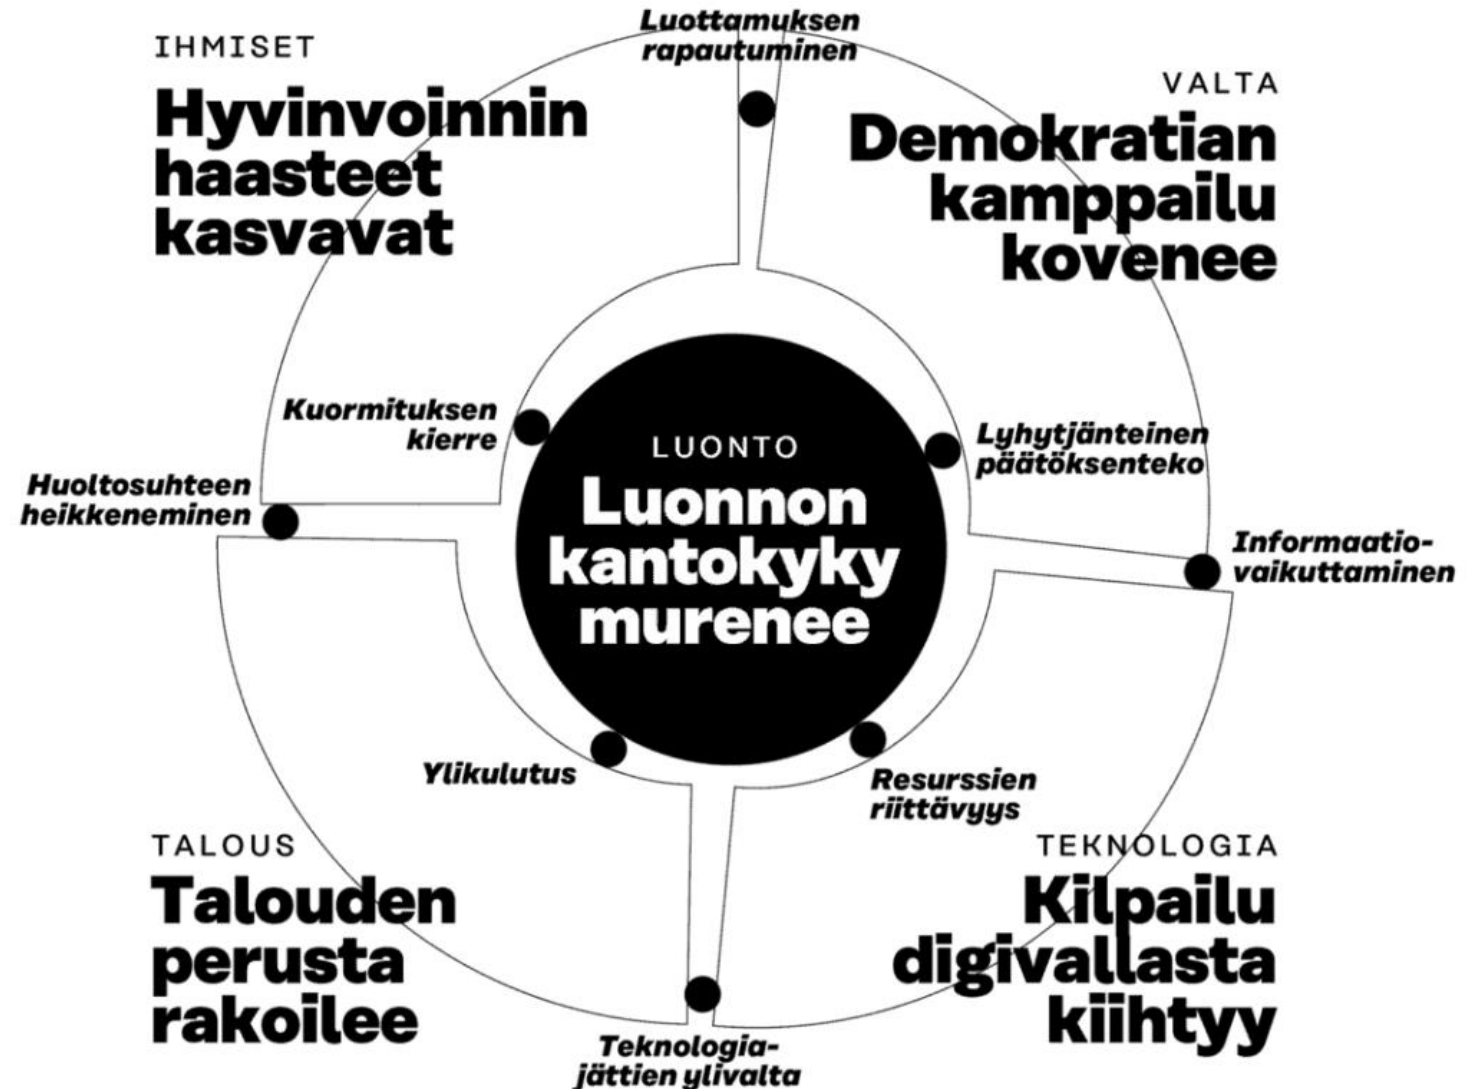 Luottamuksen
rapautuminen
IHMISET
Hyvinvoinnin
haasteet
kasvavat
VALTA
Demokratian
kamppailu
kovenee
Kuormituksen
kierre
Lyhytjänteinen
päätöksenteko
LUONTO
Luonnon
kantokyky
murenee
Huoltosuhteen
heikkeneminen
Informaatio-
vaikuttaminen
Ylikulutus
Resurssien
riittävyys
TALOUS
Talouden
perusta
rakoilee
TEKNOLOGIA
Kilpailu
digivallasta
kiihtyy
Teknologia-
jättien ylivalta